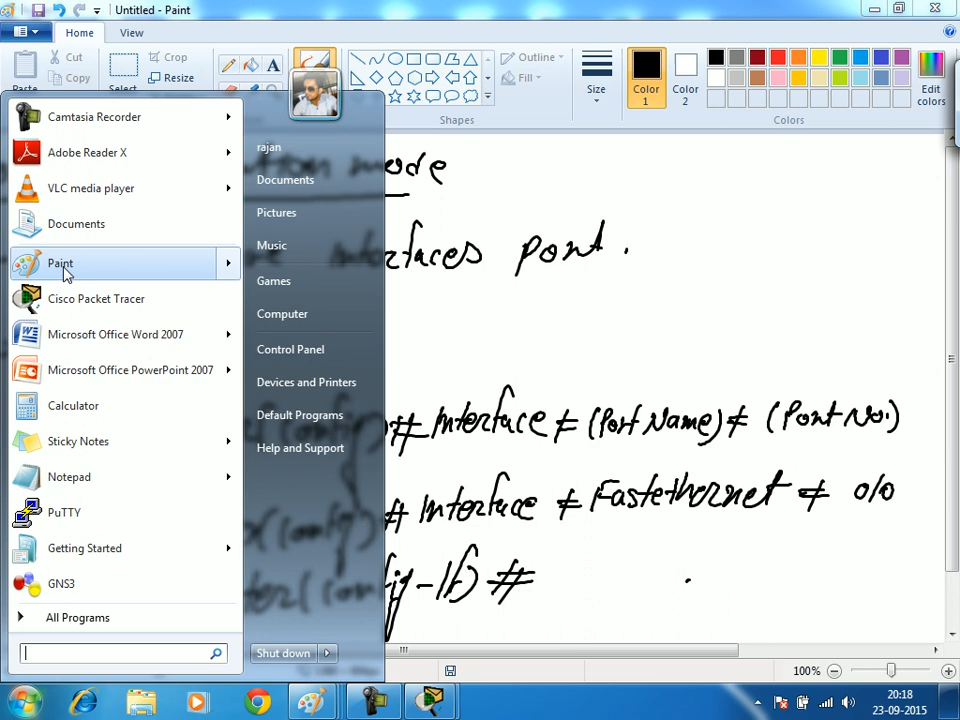 Untitled - Paint
Home
View
Cut
Copy
Crop
Resize
Paste
Select
Outline
Fill
Shapes
Size
Color 1
Color 2
Edit colors
Colors
Camtasia Recorder
Adobe Reader X
VLC media player
Documents
Paint
Cisco Packet Tracer
Microsoft Office Word 2007
Microsoft Office PowerPoint 2007
Calculator
Sticky Notes
Notepad
PuTTY
Getting Started
GNS3
All Programs
rajan
Documents
Pictures
Music
Games
Computer
Control Panel
Devices and Printers
Default Programs
Help and Support
Shut down
mode
interfaces port.
# Interface ≠ (Port Name) ≠ (Port No.)
# Interface ≠ Fastethernet ≠ 0/0
-if) #
100%
20:18
23-09-2015